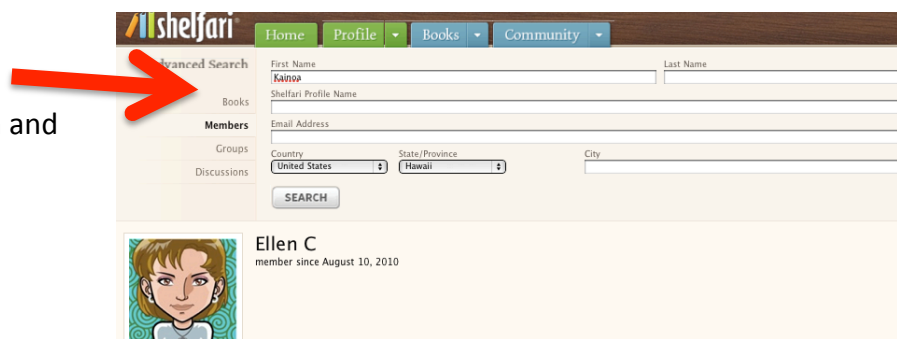 shelfari
Home Profile Books Community
Advanced Search
First Name Last Name
Kainoa
Books
Shelfari Profile Name
and
Members
Email Address
Groups
Country State/Province City
United States Hawaii
Discussions
SEARCH
Ellen C
member since August 10, 2010